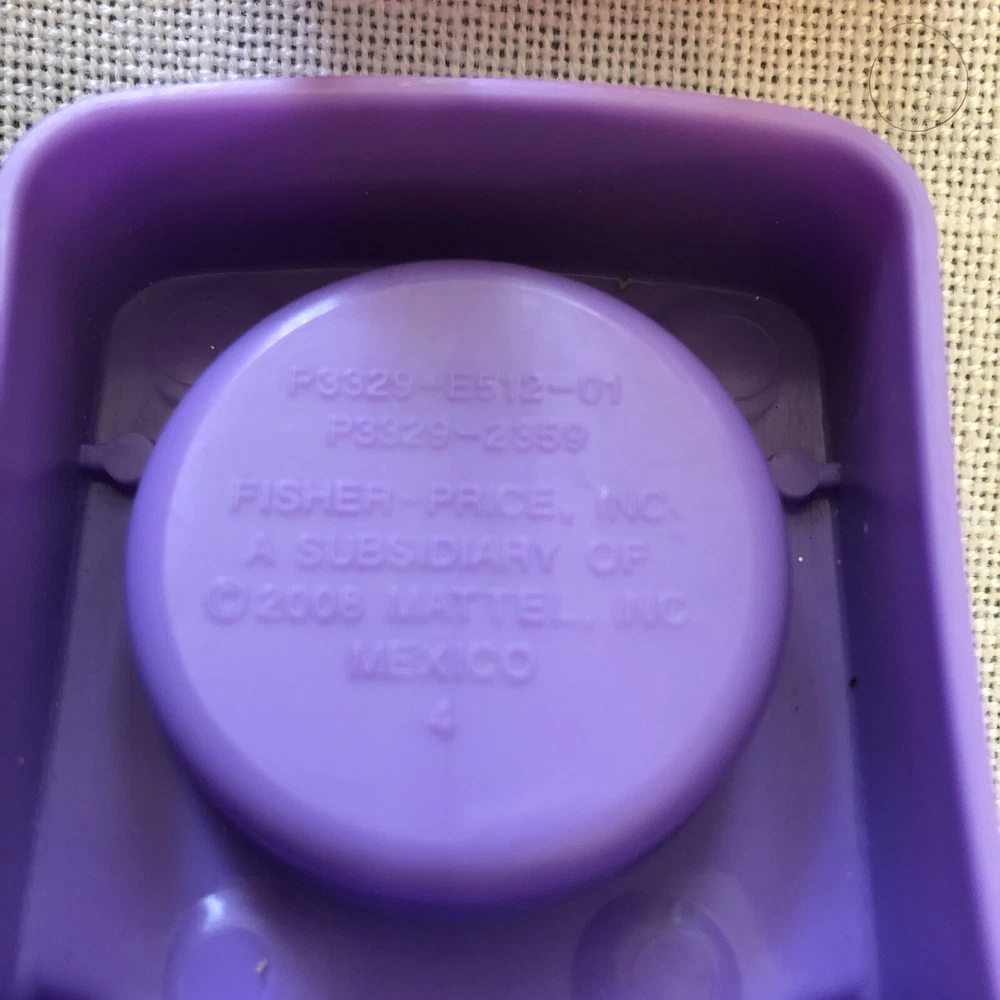 P3329-E512-01
P3329-2359
FISHER-PRICE, INC.
A SUBSIDIARY OF
©2008 MATTEL, INC.
MEXICO
4